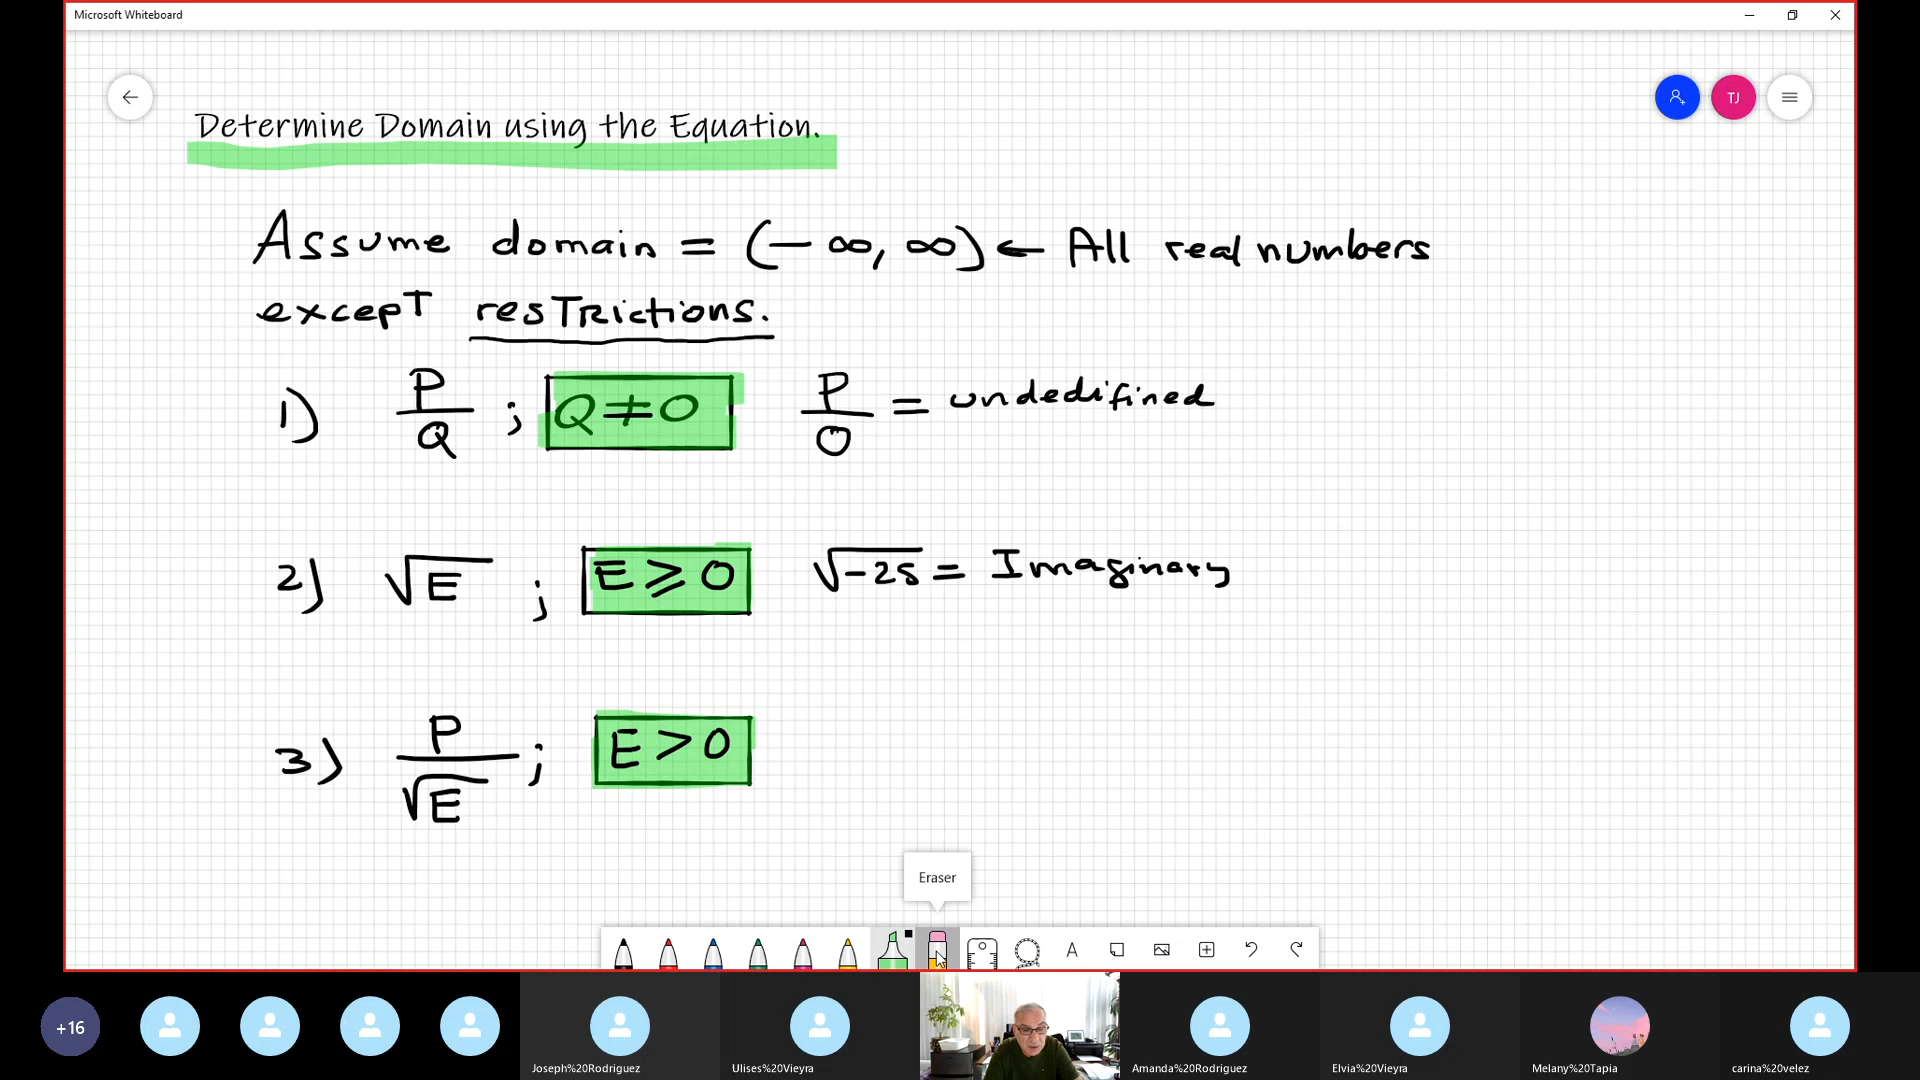 Microsoft Whiteboard
TJ
Determine Domain using the Equation.
Assume domain = (-∞, ∞) ← All real numbers
except restrictions.
1) P/Q ; Q ≠ 0 P/0 = undedifined
2) √E ; E ⩾ 0 √-25 = Imaginary
3) P/√E ; E > 0
Eraser
A
+16
Joseph%20Rodriguez
Ulises%20Vieyra
Amanda%20Rodriguez
Elvia%20Vieyra
Melany%20Tapia
carina%20velez